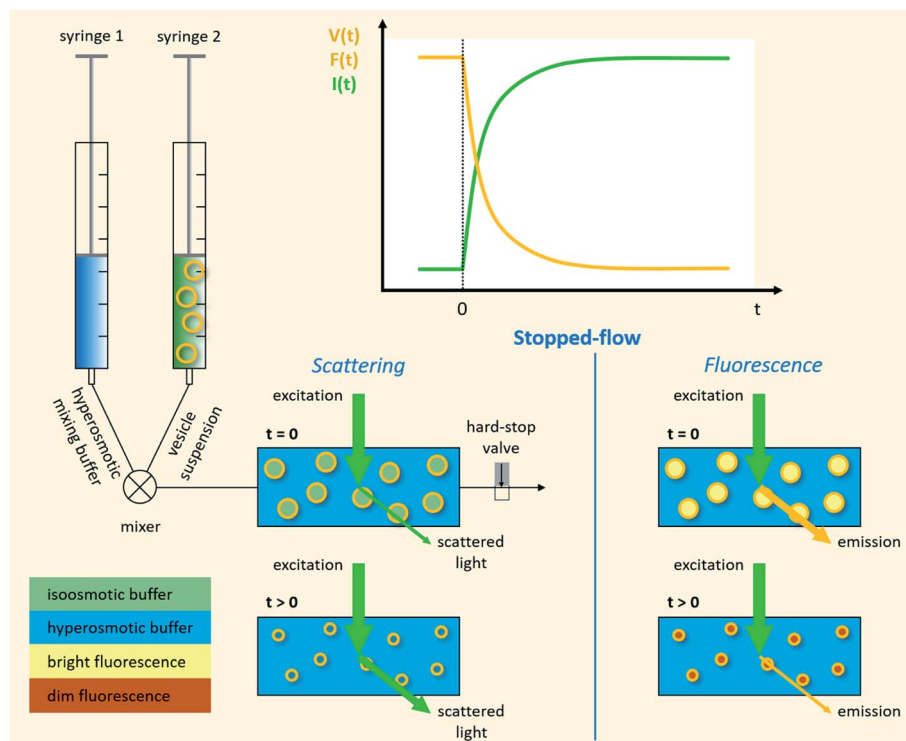 syringe 1
syringe 2
V(t)
F(t)
I(t)
0
t
hyperosmotic
mixing buffer
vesicle
suspension
mixer
Stopped-flow
Scattering
excitation
t = 0
hard-stop
valve
scattered
light
excitation
t > 0
scattered
light
Fluorescence
excitation
t = 0
emission
excitation
t > 0
emission
isoosmotic buffer
hyperosmotic buffer
bright fluorescence
dim fluorescence